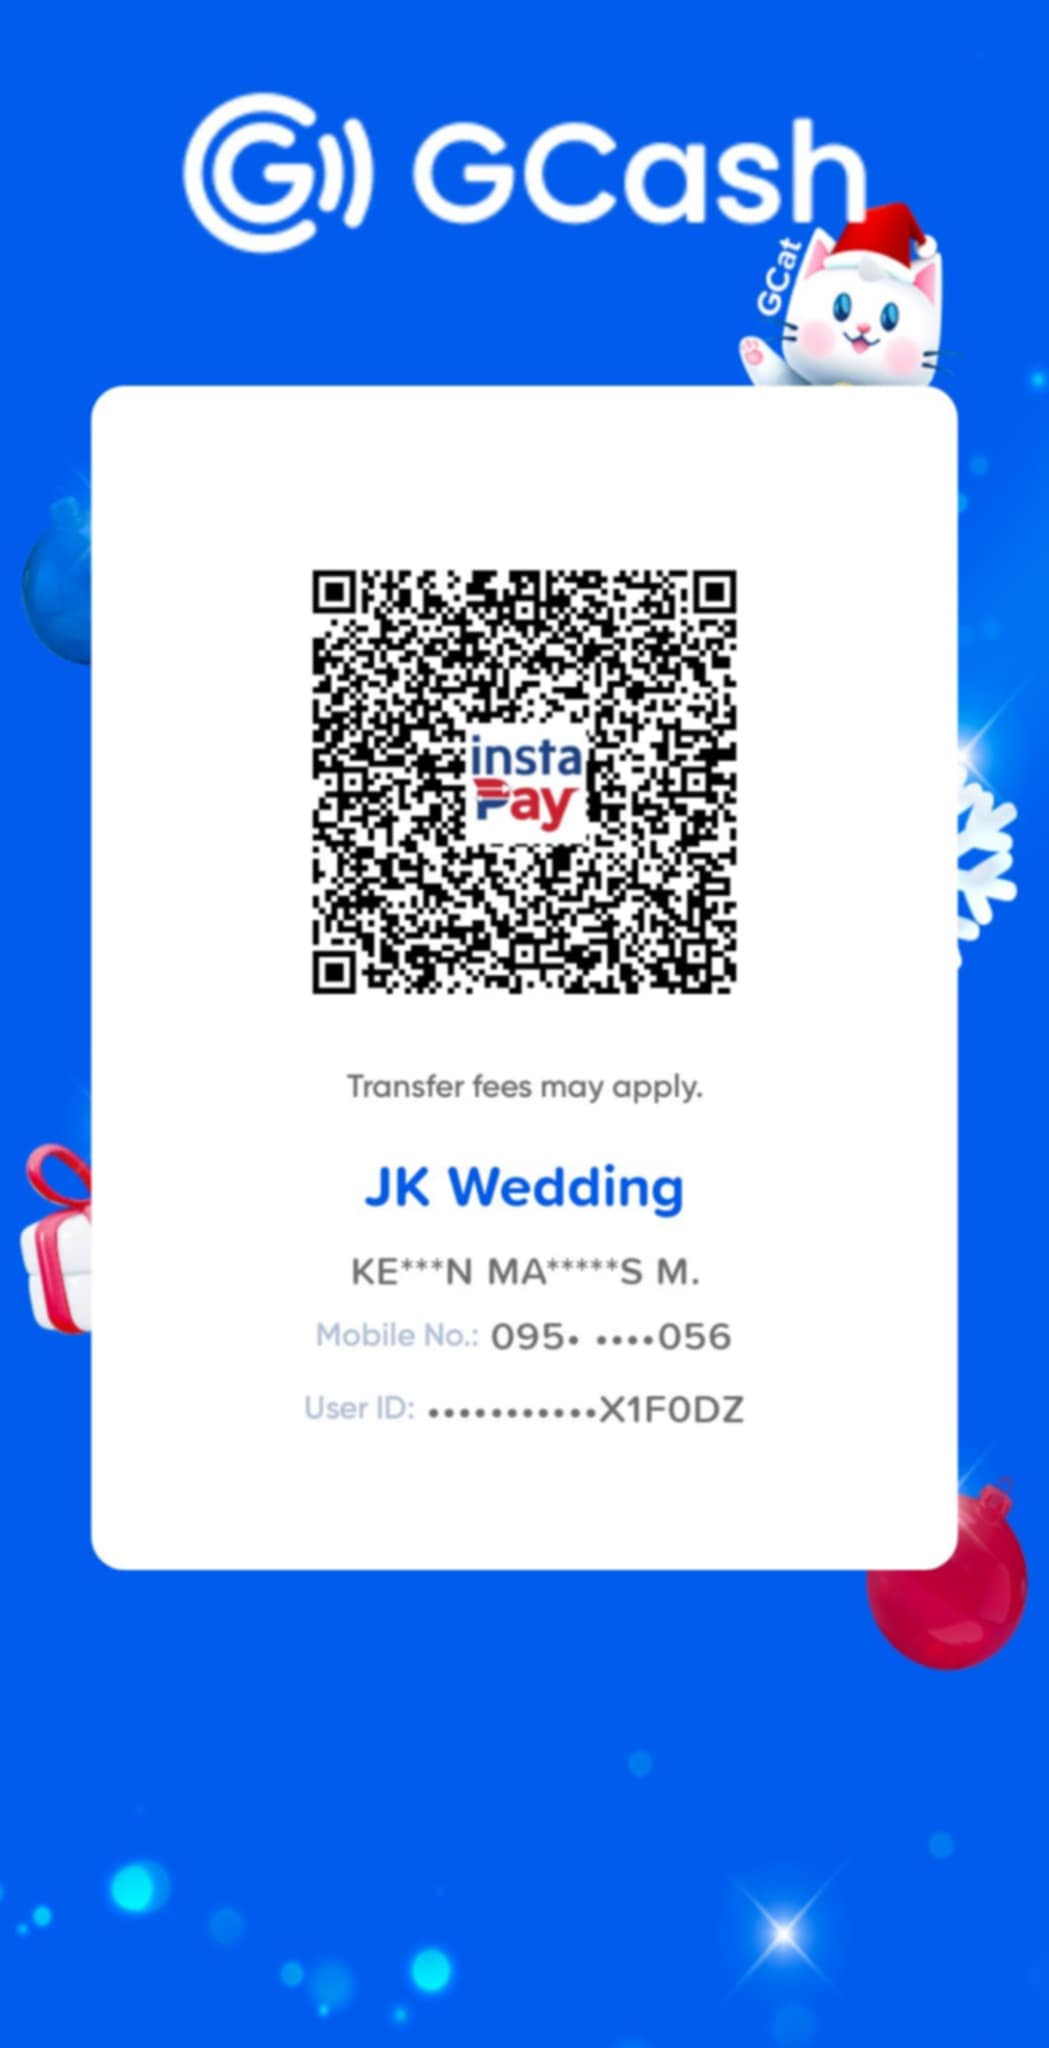 GCash
GCat
insta
Pay
Transfer fees may apply.
JK Wedding
KE***N MA*****S M.
Mobile No.: 095• ••••056
User ID: •••••••••••X1F0DZ